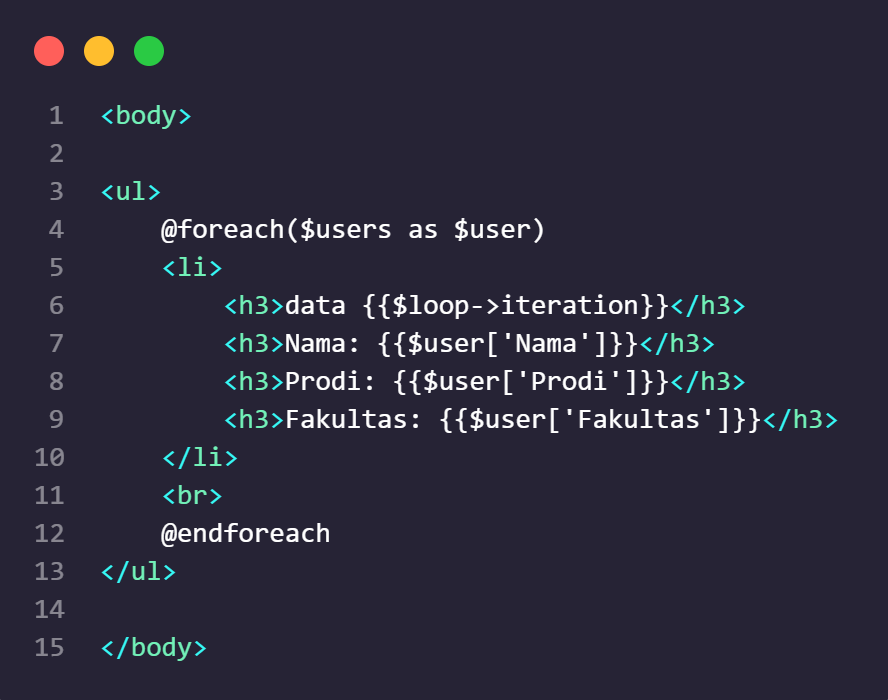 1 <body>
2
3 <ul>
4     @foreach($users as $user)
5     <li>
6         <h3>data {{$loop->iteration}}</h3>
7         <h3>Nama: {{$user['Nama']}}</h3>
8         <h3>Prodi: {{$user['Prodi']}}</h3>
9         <h3>Fakultas: {{$user['Fakultas']}}</h3>
10     </li>
11     <br>
12     @endforeach
13 </ul>
14
15 </body>